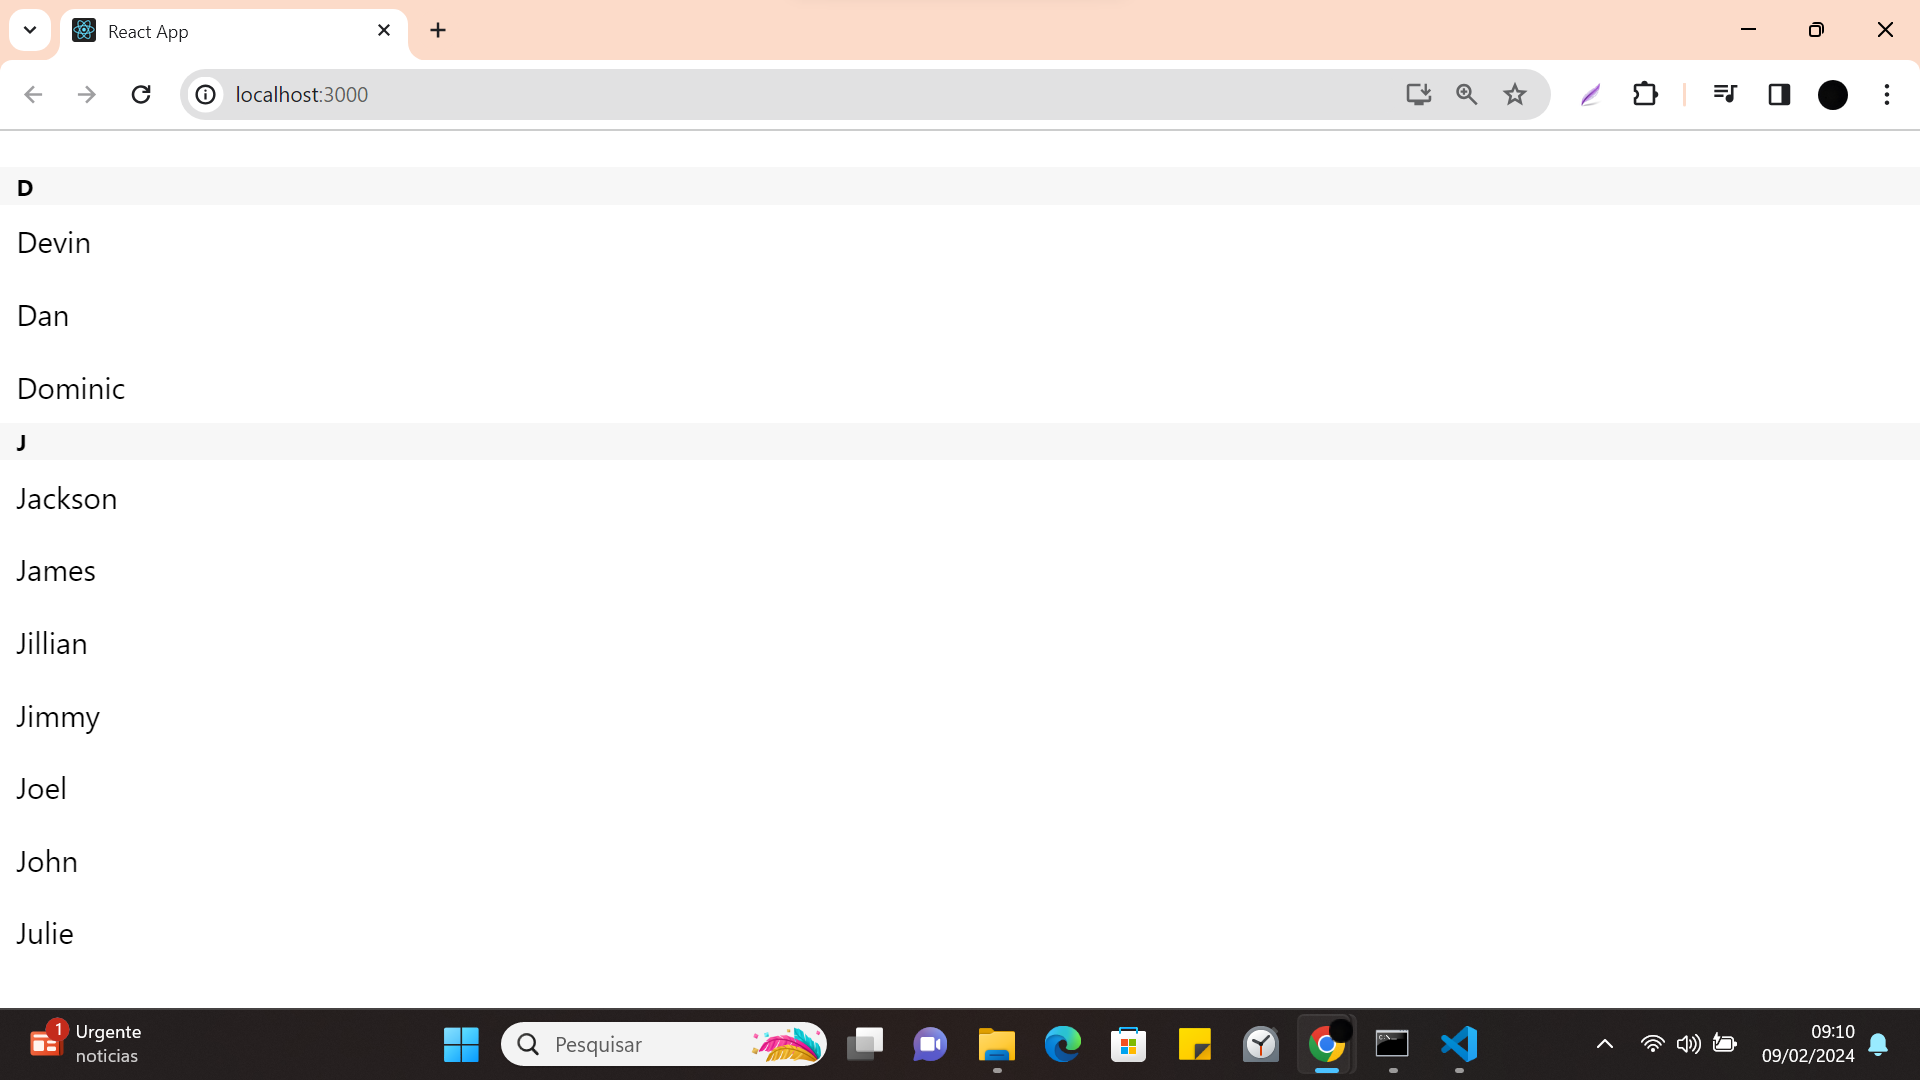 React App
localhost:3000
D
Devin
Dan
Dominic
J
Jackson
James
Jillian
Jimmy
Joel
John
Julie
1
Urgente
noticias
Pesquisar
09:10
09/02/2024